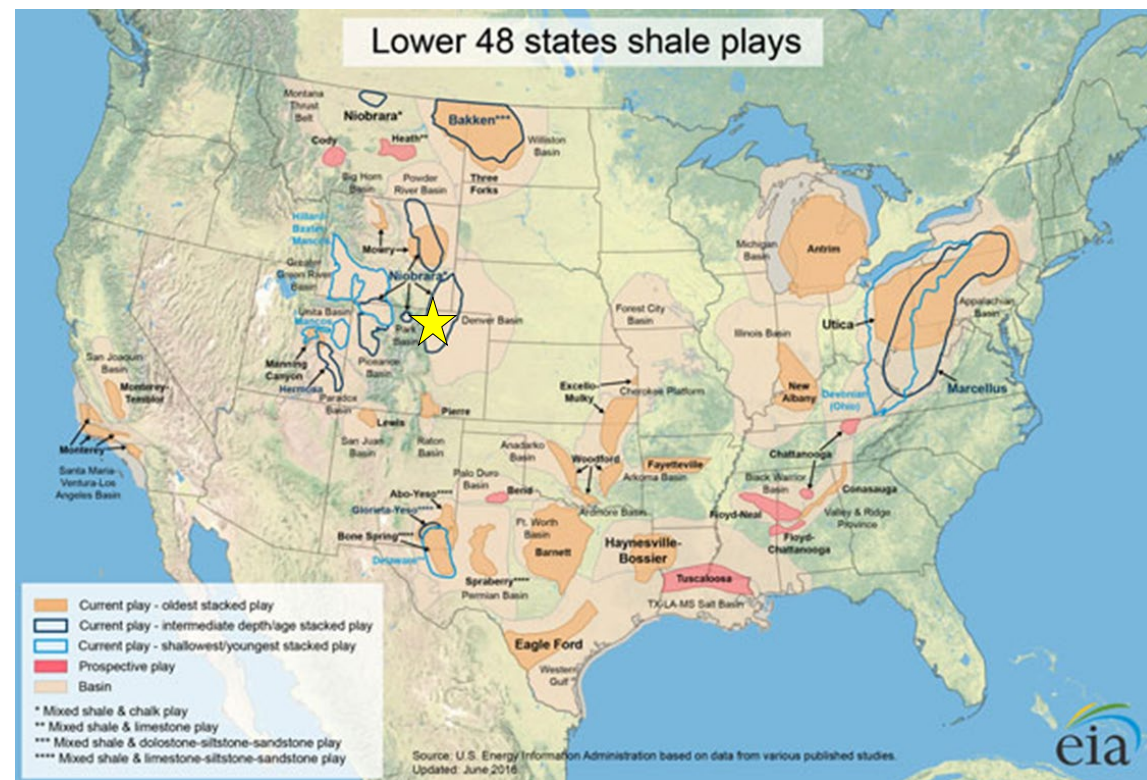 Lower 48 states shale plays
Montana
Thrust
Belt
Niobrara*
Bakken***
Cody
Heath**
Williston
Basin
Big Horn
Basin
Powder
River Basin
Three
Forks
Hilliard-
Baxter-
Mancos
Mowry
Michigan
Basin
Antrim
Greater
Green River
Basin
Niobrara*
Forest City
Basin
Appalachian
Basin
Uinta Basin
Mancos
Park
Basin
Denver Basin
Illinois Basin
Utica
San Joaquin
Basin
Manning
Canyon
Piceance
Basin
Hermosa
Monterey-
Temblor
Paradox
Basin
Excello-
Mulky
Cherokee Platform
New
Albany
Devonian
(Ohio)
Marcellus
Pierre
Lewis
Monterey
San Juan
Basin
Raton
Basin
Anadarko
Basin
Woodford
Fayetteville
Chattanooga
Santa Maria-
Ventura-Los
Angeles Basin
Palo Duro
Basin
Arkoma Basin
Black Warrior
Basin
Conasauga
Abo-Yeso****
Bend
Glorieta-Yeso****
Ardmore Basin
Floyd-Neal
Valley & Ridge
Province
Bone Spring****
Ft. Worth
Basin
Haynesville-
Bossier
Floyd-
Chattanooga
Delaware
Barnett
Spraberry****
Tuscaloosa
Permian Basin
TX-LA-MS Salt Basin
Eagle Ford
Western
Gulf
Current play - oldest stacked play
Current play - intermediate depth/age stacked play
Current play - shallowest/youngest stacked play
Prospective play
Basin
* Mixed shale & chalk play
** Mixed shale & limestone play
*** Mixed shale & dolostone-siltstone-sandstone play
**** Mixed shale & limestone-siltstone-sandstone play
Source: U.S. Energy Information Administration based on data from various published studies.
Updated: June 2016
eia